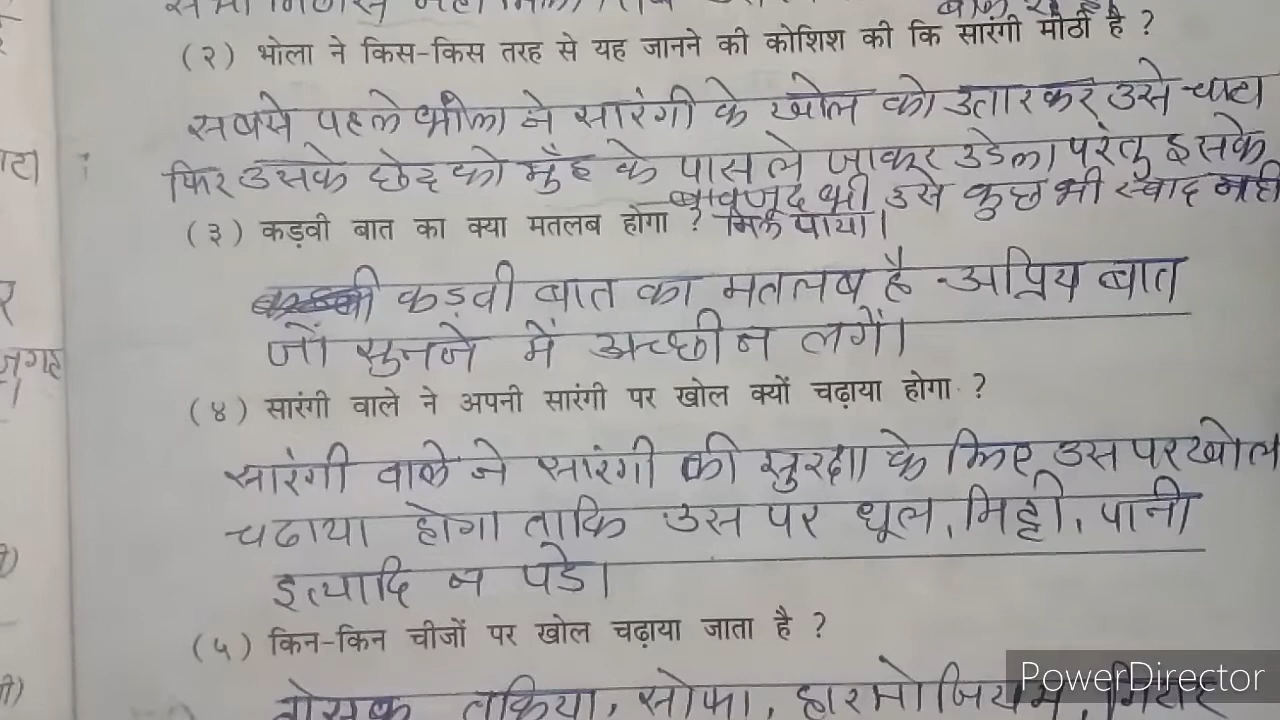 (२) भोला ने किस-किस तरह से यह जानने की कोशिश की कि सारंगी मीठी है ?
सबसे पहले भोला ने सारंगी के खोल को उतारकर उसे चाटा
फिर उसके छेद को मुँह के पास ले जाकर उडेला परंतु इसके
बावजूद भी उसे कुछ भी स्वाद नही
(३) कड़वी बात का क्या मतलब होगा ? मिल पाया।
कड़वी बात का मतलब है अप्रिय बात
जो सुनने में अच्छी न लगें।
(४) सारंगी वाले ने अपनी सारंगी पर खोल क्यों चढ़ाया होगा ?
सारंगी वाले ने सारंगी की सुरक्षा के लिए उस पर खोल
चढाया होगा ताकि उस पर धूल, मिट्टी, पानी
इत्यादि न पडे।
(५) किन-किन चीजों पर खोल चढ़ाया जाता है ?
तकिया, सोफा, हारमोनियम,
PowerDirector